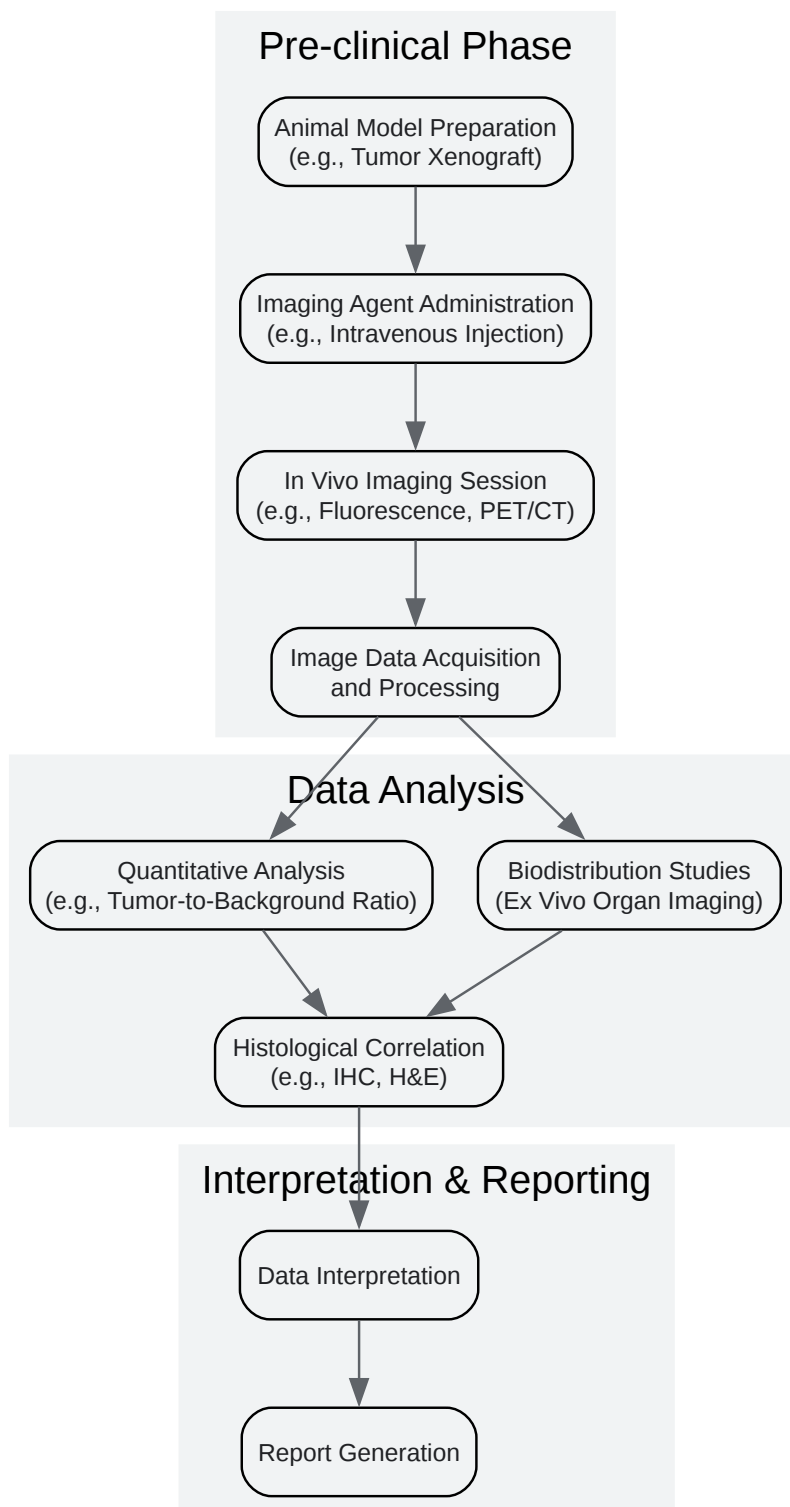 Pre-clinical Phase
Animal Model Preparation
(e.g., Tumor Xenograft)
Imaging Agent Administration
(e.g., Intravenous Injection)
In Vivo Imaging Session
(e.g., Fluorescence, PET/CT)
Image Data Acquisition
and Processing
Data Analysis
Quantitative Analysis
(e.g., Tumor-to-Background Ratio)
Biodistribution Studies
(Ex Vivo Organ Imaging)
Histological Correlation
(e.g., IHC, H&E)
Interpretation & Reporting
Data Interpretation
Report Generation